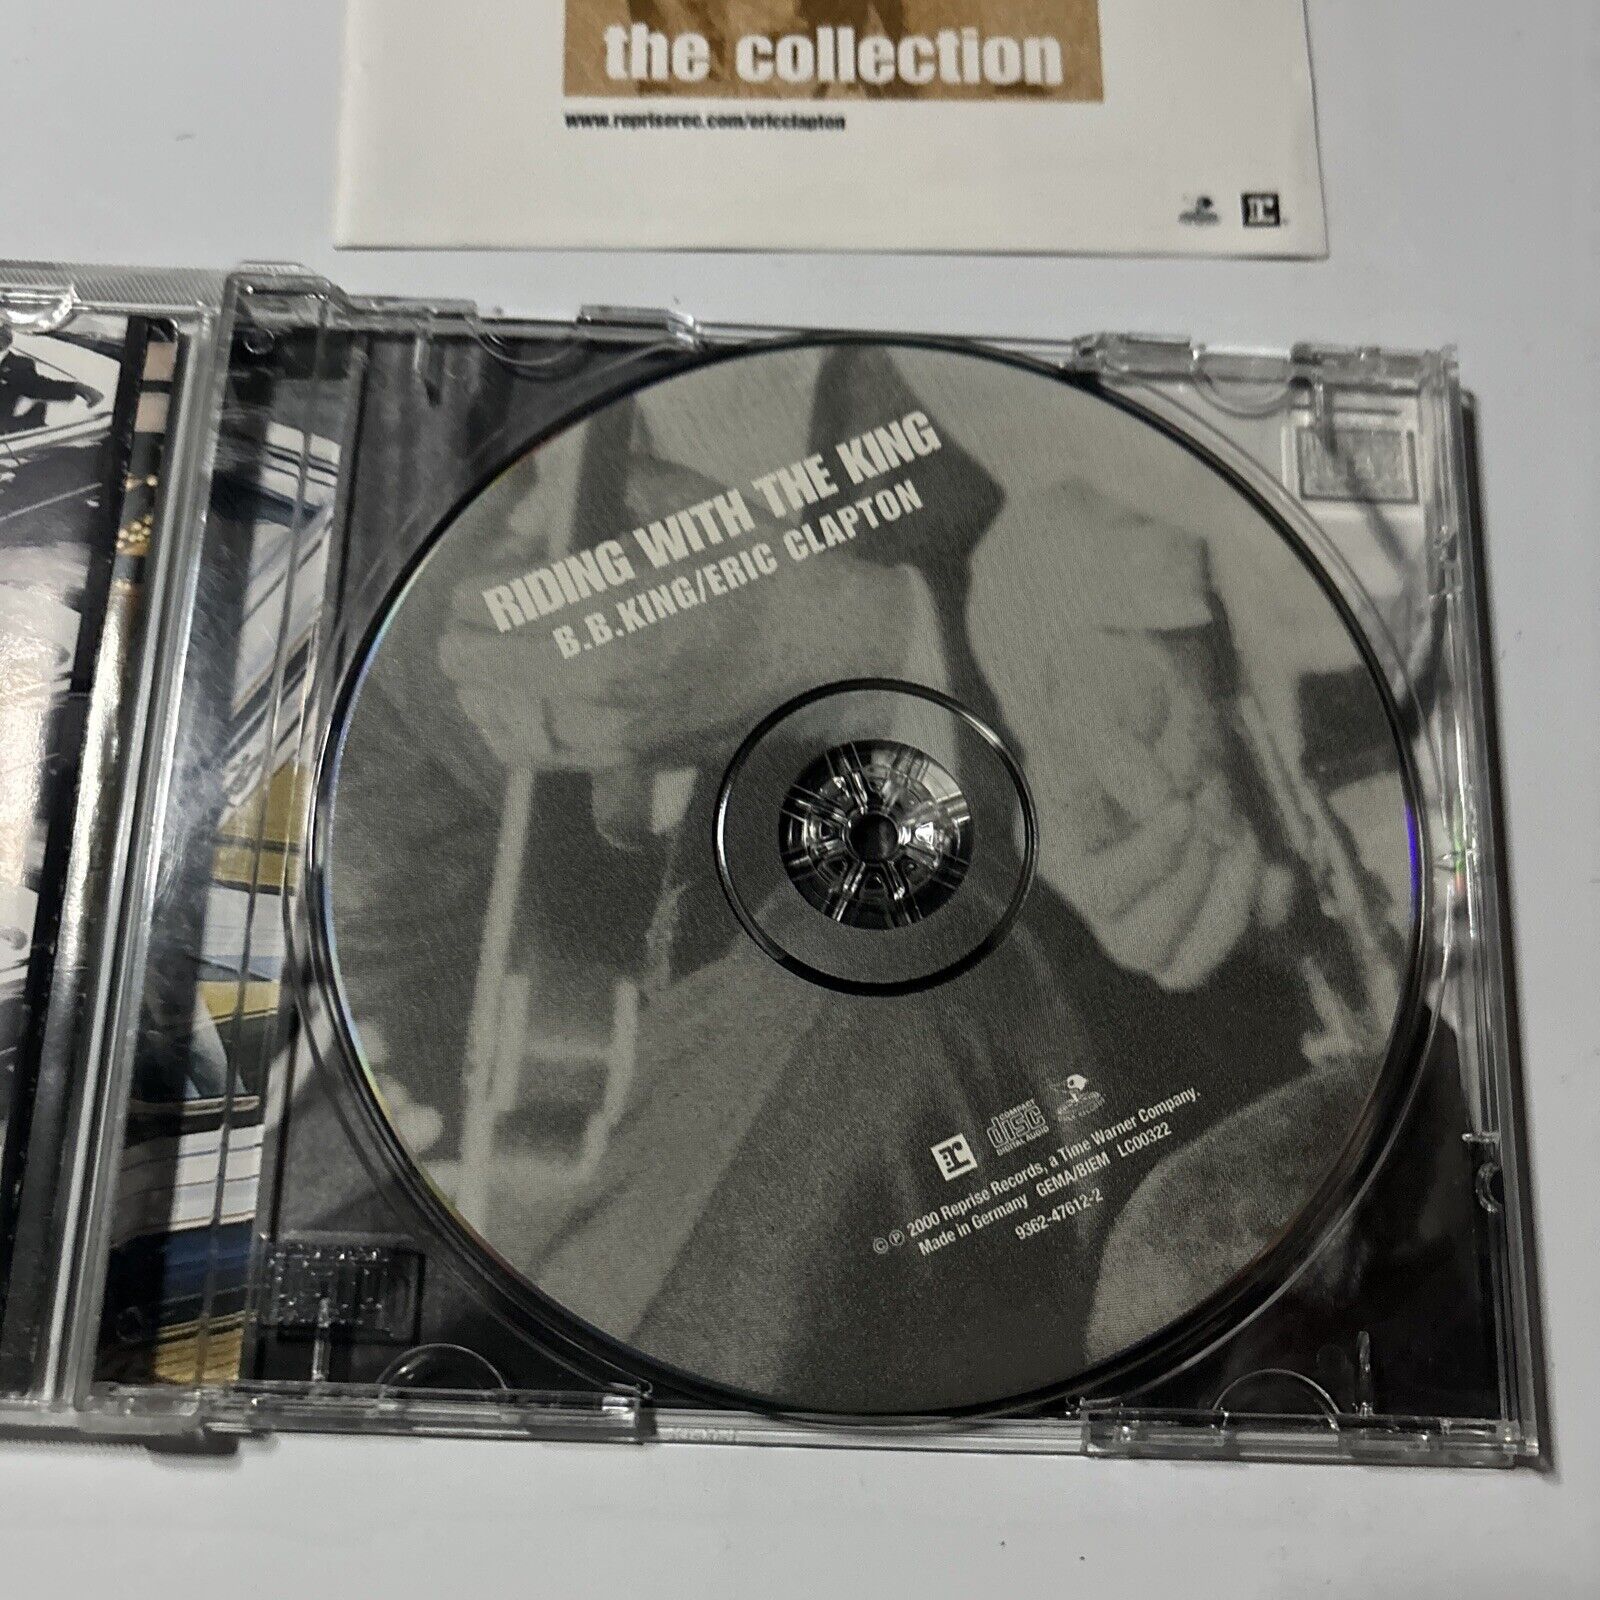 the collection
www.repriserec.com/ericclapton
RIDING WITH THE KING
B.B.KING/ERIC CLAPTON
COMPACT
disc
DIGITAL AUDIO
© ℗ 2000 Reprise Records, a Time Warner Company.
Made in Germany GEMA/BIEM LC00322
9362-47612-2